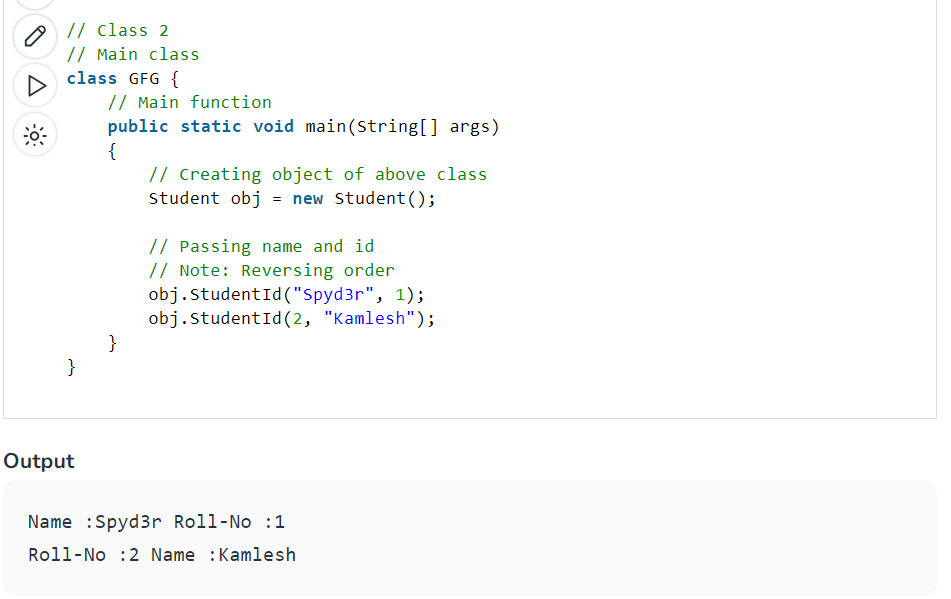 // Class 2
// Main class
class GFG {
    // Main function
    public static void main(String[] args)
    {
        // Creating object of above class
        Student obj = new Student();

        // Passing name and id
        // Note: Reversing order
        obj.StudentId("Spyd3r", 1);
        obj.StudentId(2, "Kamlesh");
    }
}
Output
Name :Spyd3r Roll-No :1
Roll-No :2 Name :Kamlesh